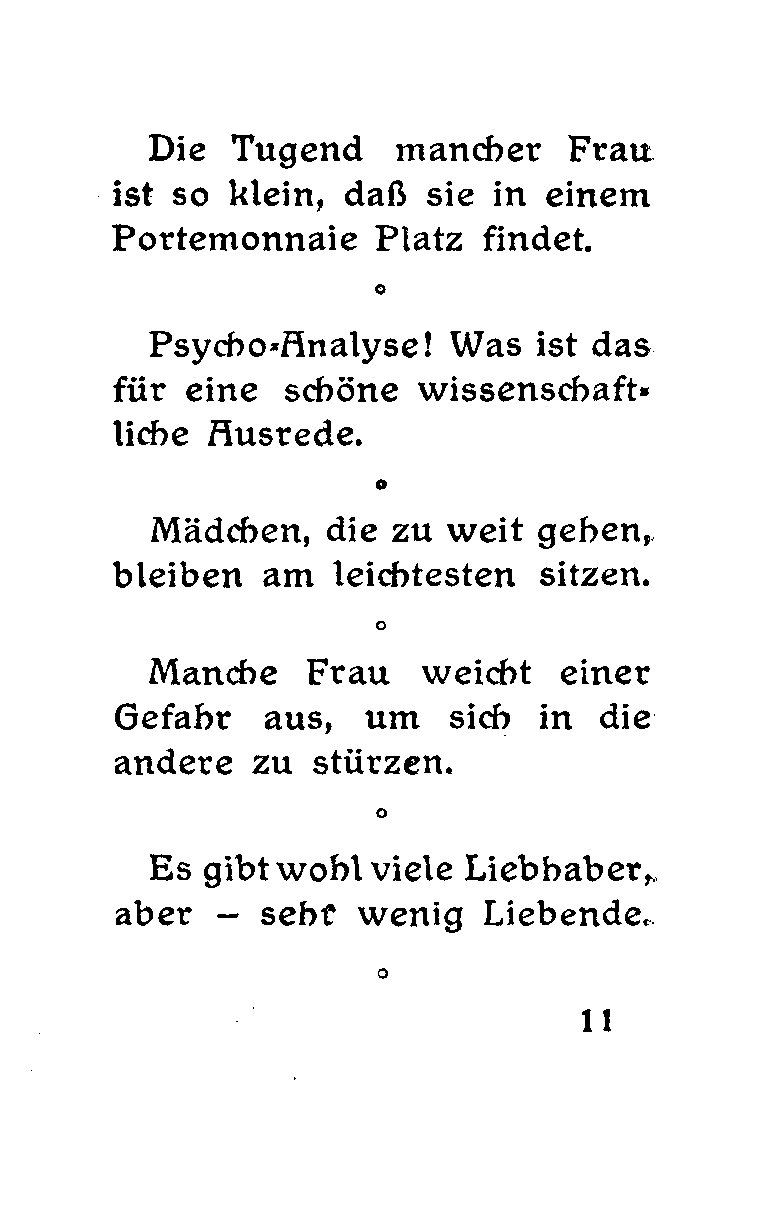 Die Tugend mancher Frau
ist so klein, daß sie in einem
Portemonnaie Platz findet.
°
Psycho-Analyse! Was ist das
für eine schöne wissenschaft-
liche Ausrede.
°
Mädchen, die zu weit gehen,
bleiben am leichtesten sitzen.
°
Manche Frau weicht einer
Gefahr aus, um sich in die
andere zu stürzen.
°
Es gibt wohl viele Liebhaber,
aber – sehr wenig Liebende.
°
11